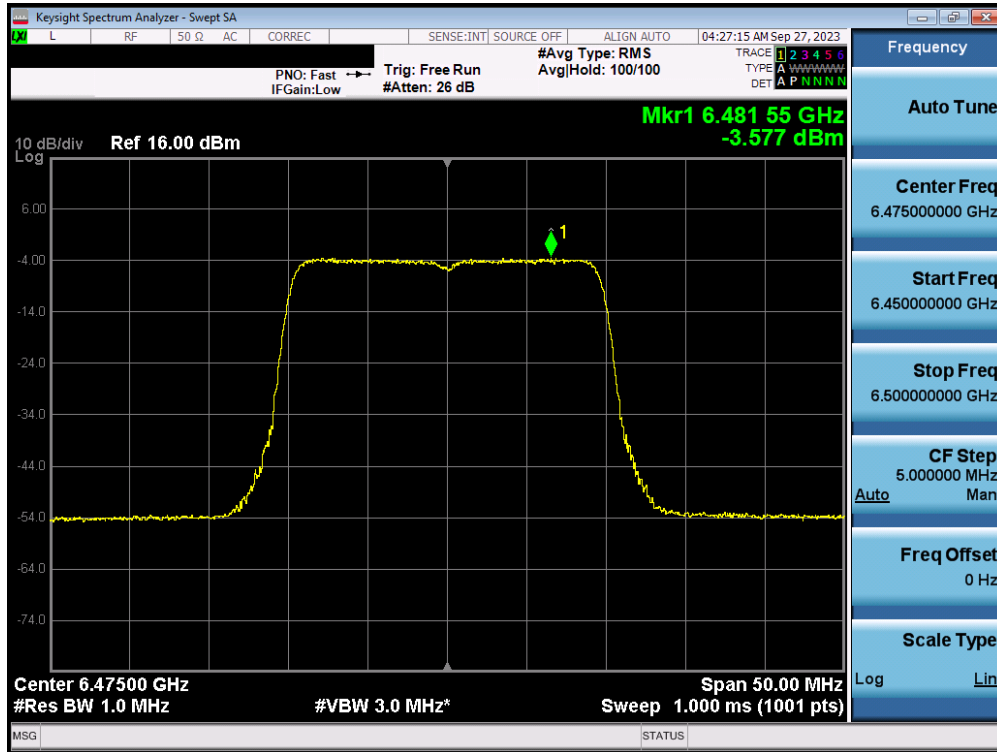 Keysight Spectrum Analyzer - Swept SA
LXI L RF 50 Ω AC CORREC SENSE:INT SOURCE OFF ALIGN AUTO 04:27:15 AM Sep 27, 2023
PNO: Fast
IFGain:Low
Trig: Free Run
#Atten: 26 dB
#Avg Type: RMS
Avg|Hold: 100/100
TRACE 1 2 3 4 5 6
TYPE A WWWWW
DET A P N N N N
Mkr1 6.481 55 GHz
-3.577 dBm
10 dB/div
Log
Ref 16.00 dBm
1
6.00
-4.00
-14.0
-24.0
-34.0
-44.0
-54.0
-64.0
-74.0
Center 6.47500 GHz
Span 50.00 MHz
#Res BW 1.0 MHz
#VBW 3.0 MHz*
Sweep 1.000 ms (1001 pts)
MSG
STATUS
Frequency
Auto Tune
Center Freq
6.475000000 GHz
Start Freq
6.450000000 GHz
Stop Freq
6.500000000 GHz
CF Step
5.000000 MHz
Auto Man
Freq Offset
0 Hz
Scale Type
Log Lin